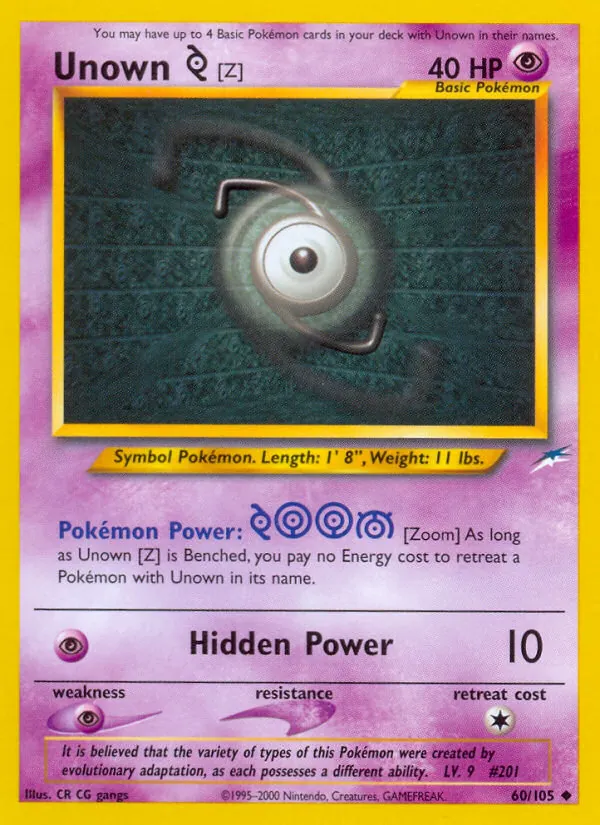 You may have up to 4 Basic Pokémon cards in your deck with Unown in their names.
Unown Z [Z] 40 HP
Basic Pokémon
Symbol Pokémon. Length: 1' 8", Weight: 11 lbs.
Pokémon Power: ZOOM [Zoom] As long
as Unown [Z] is Benched, you pay no Energy cost to retreat a
Pokémon with Unown in its name.
Hidden Power 10
weakness resistance retreat cost
It is believed that the variety of types of this Pokémon were created by
evolutionary adaptation, as each possesses a different ability. LV. 9 #201
Illus. CR CG gangs ©1995–2000 Nintendo, Creatures, GAMEFREAK. 60/105